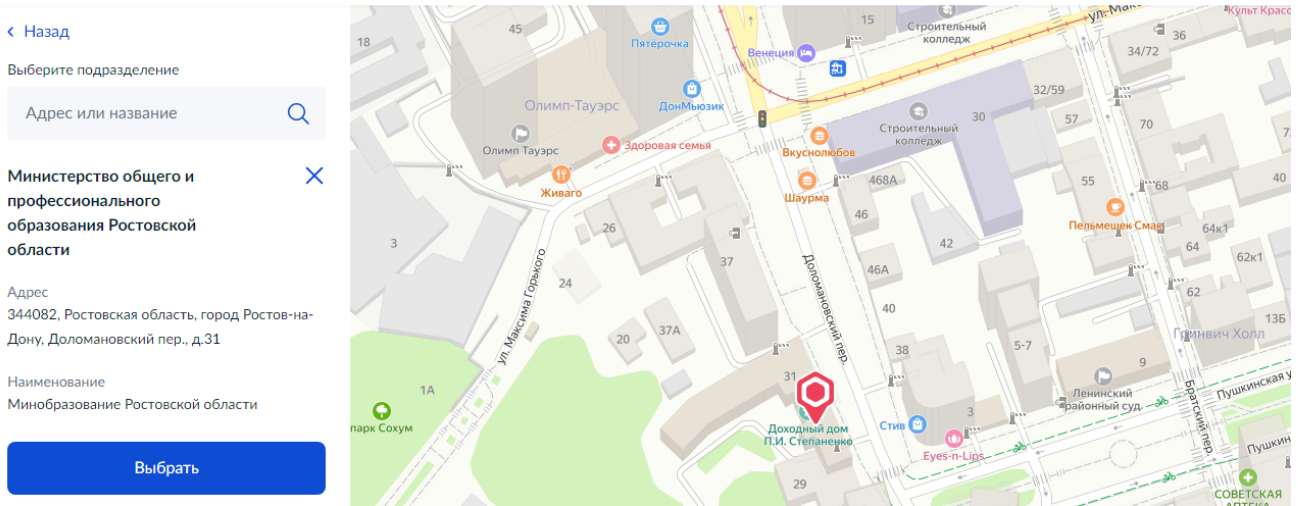 Назад
Выберите подразделение
Адрес или название
Министерство общего и
профессионального
образования Ростовской
области
Адрес
344082, Ростовская область, город Ростов-на-
Дону, Доломановский пер., д.31
Наименование
Минобразование Ростовской области
Выбрать
18
45
Пятёрочка
15
Строительный
колледж
Венеция
34/72
36
Олимп-Тауэрс
ДонМьюзик
32/59
Строительный
колледж
30
57
70
Олимп Тауэрс
Здоровая семья
Вкуснолюбов
Живаго
Шаурма
468А
55
68
40
46
Пельмешек Смак
64к1
3
26
42
64
37
62к1
46А
24
ул. Максима Горького
Доломановский пер.
62
40
13Б
20
37А
5-7
Гринвич Холл
38
9
1А
31
Ленинский
районный суд
Пушкинская у
парк Сохум
3
Братский пер.
Доходный дом
П.И. Степаненко
Стив
Eyes-n-Lips
Пушкин
29
СОВЕТСКАЯ
АПТЕКА